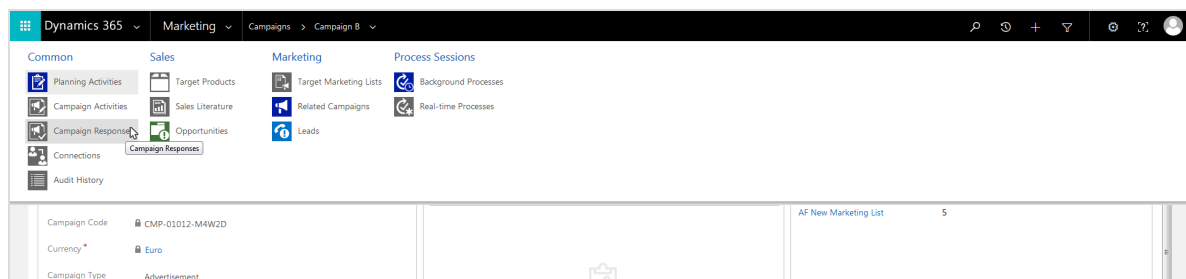 Dynamics 365 Marketing Campaigns > Campaign B
Common Sales Marketing Process Sessions
Planning Activities Target Products Target Marketing Lists Background Processes
Campaign Activities Sales Literature Related Campaigns Real-time Processes
Campaign Responses Opportunities Leads
Campaign Responses
Connections
Audit History
Campaign Code CMP-01012-M4W2D AF New Marketing List 5
Currency * Euro
Campaign Type Advertisement